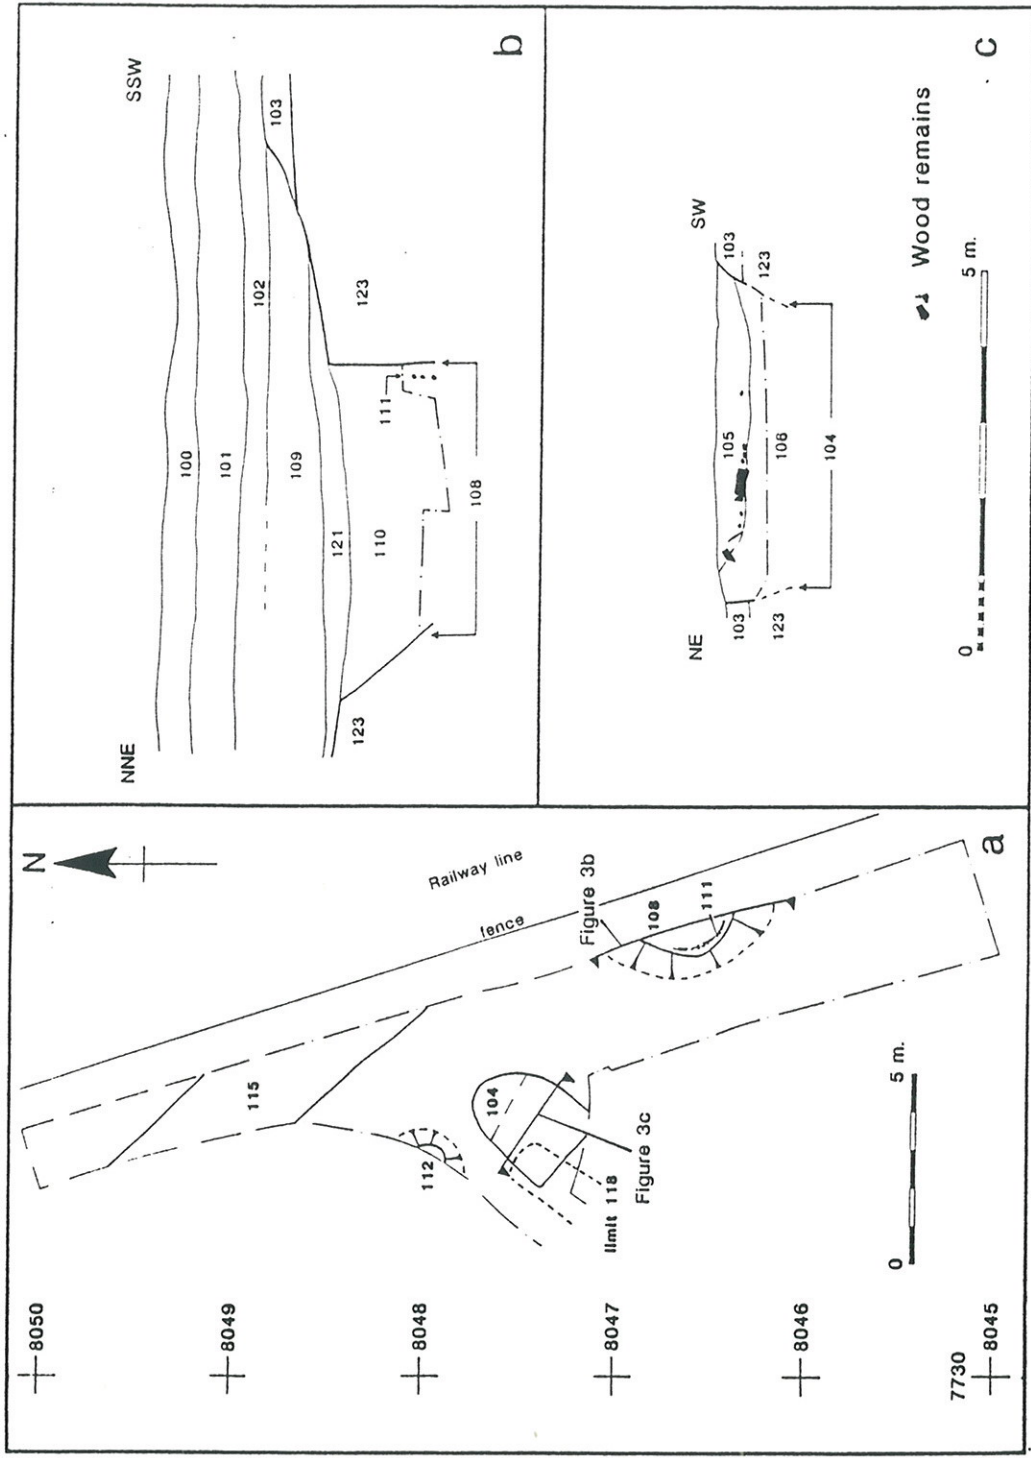 SSW
NNE
100
101
102
103
109
121
123
123
110
111
108
b
SW
NE
103
123
103
123
105
106
104
Wood remains
0
5 m.
c
N
Railway line
fence
Figure 3b
108
111
115
112
104
Figure 3c
limit 118
0
5 m.
a
8050
8049
8048
8047
8046
7730
8045